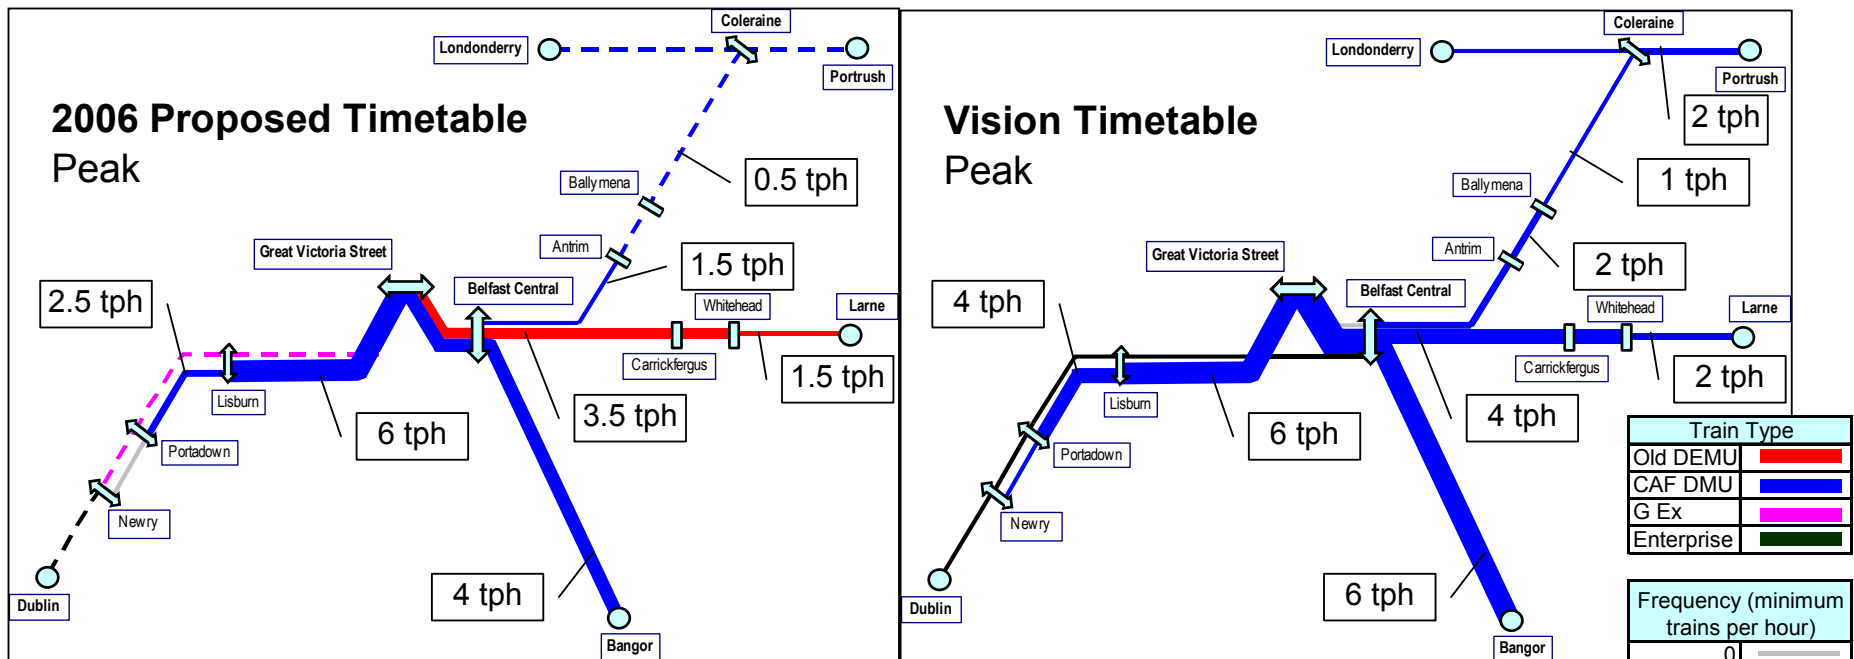 2006 Proposed Timetable
Peak
Londonderry
Coleraine
Portrush
0.5 tph
Ballymena
Antrim
1.5 tph
Great Victoria Street
Belfast Central
Whitehead
Larne
2.5 tph
Carrickfergus
1.5 tph
Lisburn
6 tph
3.5 tph
Portadown
Newry
4 tph
Dublin
Bangor
Vision Timetable
Peak
Londonderry
Coleraine
Portrush
2 tph
1 tph
Ballymena
Antrim
2 tph
Great Victoria Street
Belfast Central
Whitehead
Larne
4 tph
Carrickfergus
2 tph
Lisburn
6 tph
4 tph
Portadown
Newry
6 tph
Dublin
Bangor
Train Type
Old DEMU
CAF DMU
G Ex
Enterprise
Frequency (minimum
trains per hour)
0